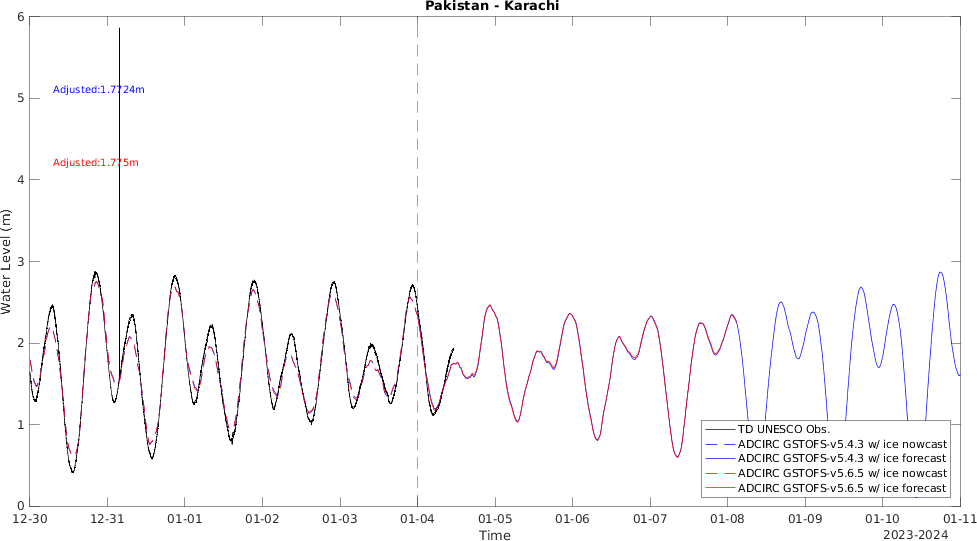 Pakistan - Karachi
6
5
4
3
2
1
0
Water Level (m)
Adjusted:1.7724m
Adjusted:1.775m
TD UNESCO Obs.
ADCIRC GSTOFS-v5.4.3 w/ ice nowcast
ADCIRC GSTOFS-v5.4.3 w/ ice forecast
ADCIRC GSTOFS-v5.6.5 w/ ice nowcast
ADCIRC GSTOFS-v5.6.5 w/ ice forecast
12-30 12-31 01-01 01-02 01-03 01-04 01-05 01-06 01-07 01-08 01-09 01-10 01-11
Time
2023-2024